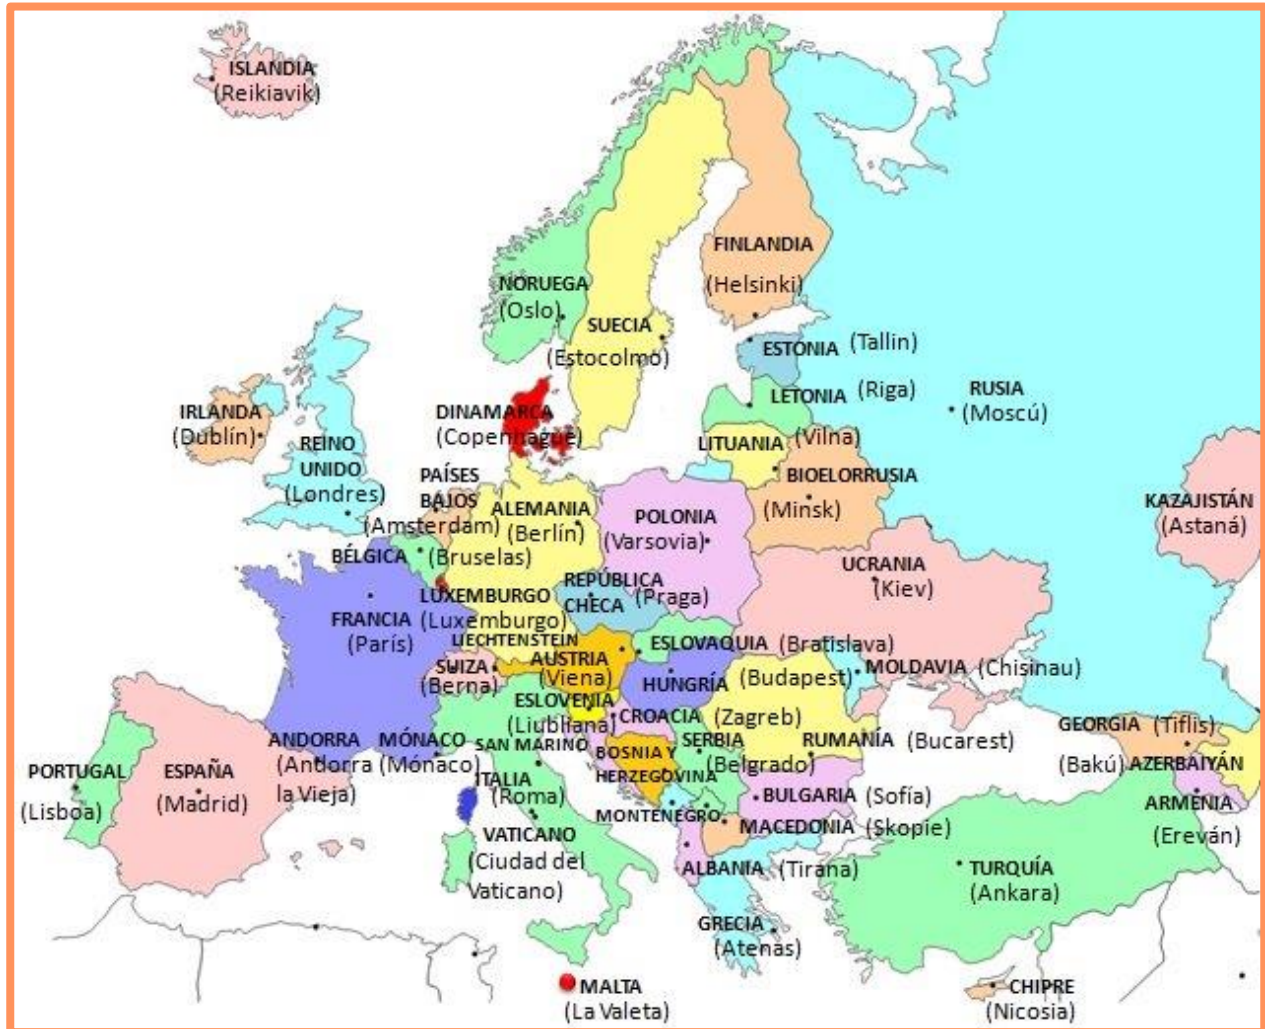 ISLANDIA
(Reikiavik)
FINLANDIA
(Helsinki)
NORUEGA
(Oslo)
SUECIA
(Estocolmo)
ESTONIA (Tallin)
LETONIA (Riga)
RUSIA
(Moscú)
IRLANDA
(Dublín)
REINO
UNIDO
(Londres)
DINAMARCA
(Copenhague)
LITUANIA (Vilna)
BIOELORRUSIA
(Minsk)
PAÍSES
BAJOS
(Amsterdam)
ALEMANIA
(Berlín)
POLONIA
(Varsovia)
KAZAJISTÁN
(Astaná)
BÉLGICA (Bruselas)
UCRANIA
(Kiev)
REPÚBLICA
CHECA (Praga)
LUXEMBURGO
(Luxemburgo)
FRANCIA
(París)
LIECHTENSTEIN
ESLOVAQUIA (Bratislava)
SUIZA
(Berna)
AUSTRIA
(Viena)
HUNGRÍA (Budapest)
MOLDAVIA (Chisinau)
ESLOVENIA
(Liubliana)
CROACIA (Zagreb)
GEORGIA (Tiflis)
ANDORRA
(Andorra
la Vieja)
MÓNACO
(Mónaco)
SAN MARINO
BOSNIA Y
HERZEGOVINA
SERBIA
(Belgrado)
RUMANÍA (Bucarest)
(Bakú) AZERBAIYÁN
PORTUGAL
(Lisboa)
ESPAÑA
(Madrid)
ITALIA
(Roma)
MONTENEGRO
BULGARIA (Sofía)
ARMENIA
(Ereván)
VATICANO
(Ciudad del
Vaticano)
MACEDONIA (Skopie)
ALBANIA (Tirana)
TURQUÍA
(Ankara)
GRECIA
(Atenas)
MALTA
(La Valeta)
CHIPRE
(Nicosia)